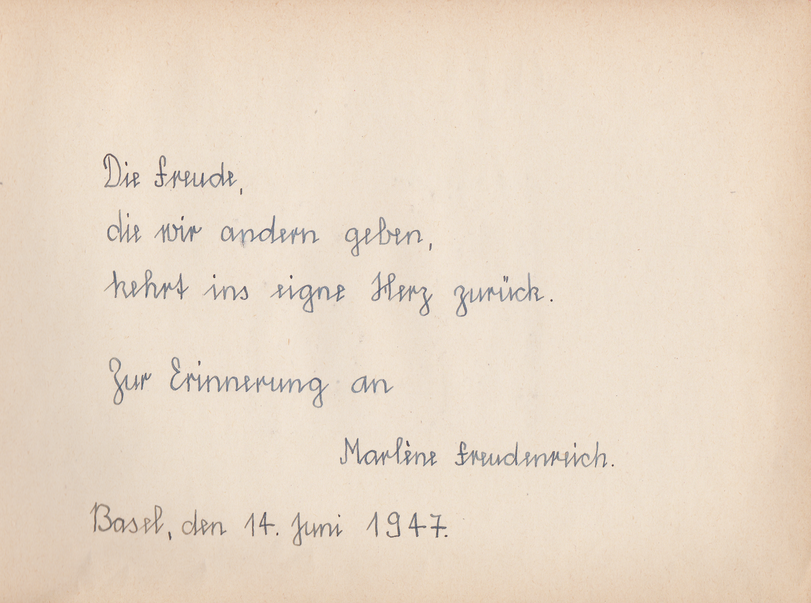 Die Freude,
die wir andern geben,
kehrt ins eigne Herz zurück.
Zur Erinnerung an
Marlène Freudenreich.
Basel, den 14. Juni 1947.